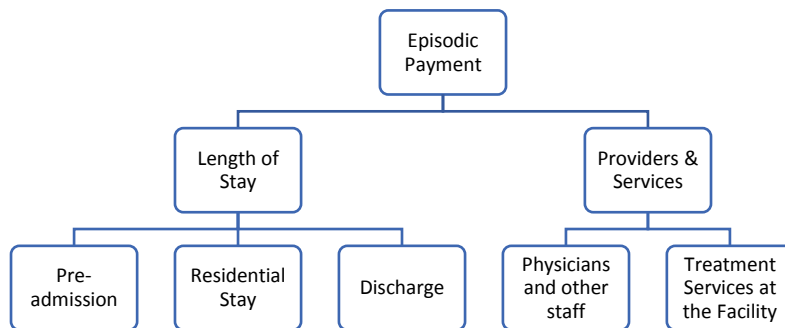 Episodic
Payment
Length of
Stay
Providers &
Services
Pre-
admission
Residential
Stay
Discharge
Physicians
and other
staff
Treatment
Services at
the Facility